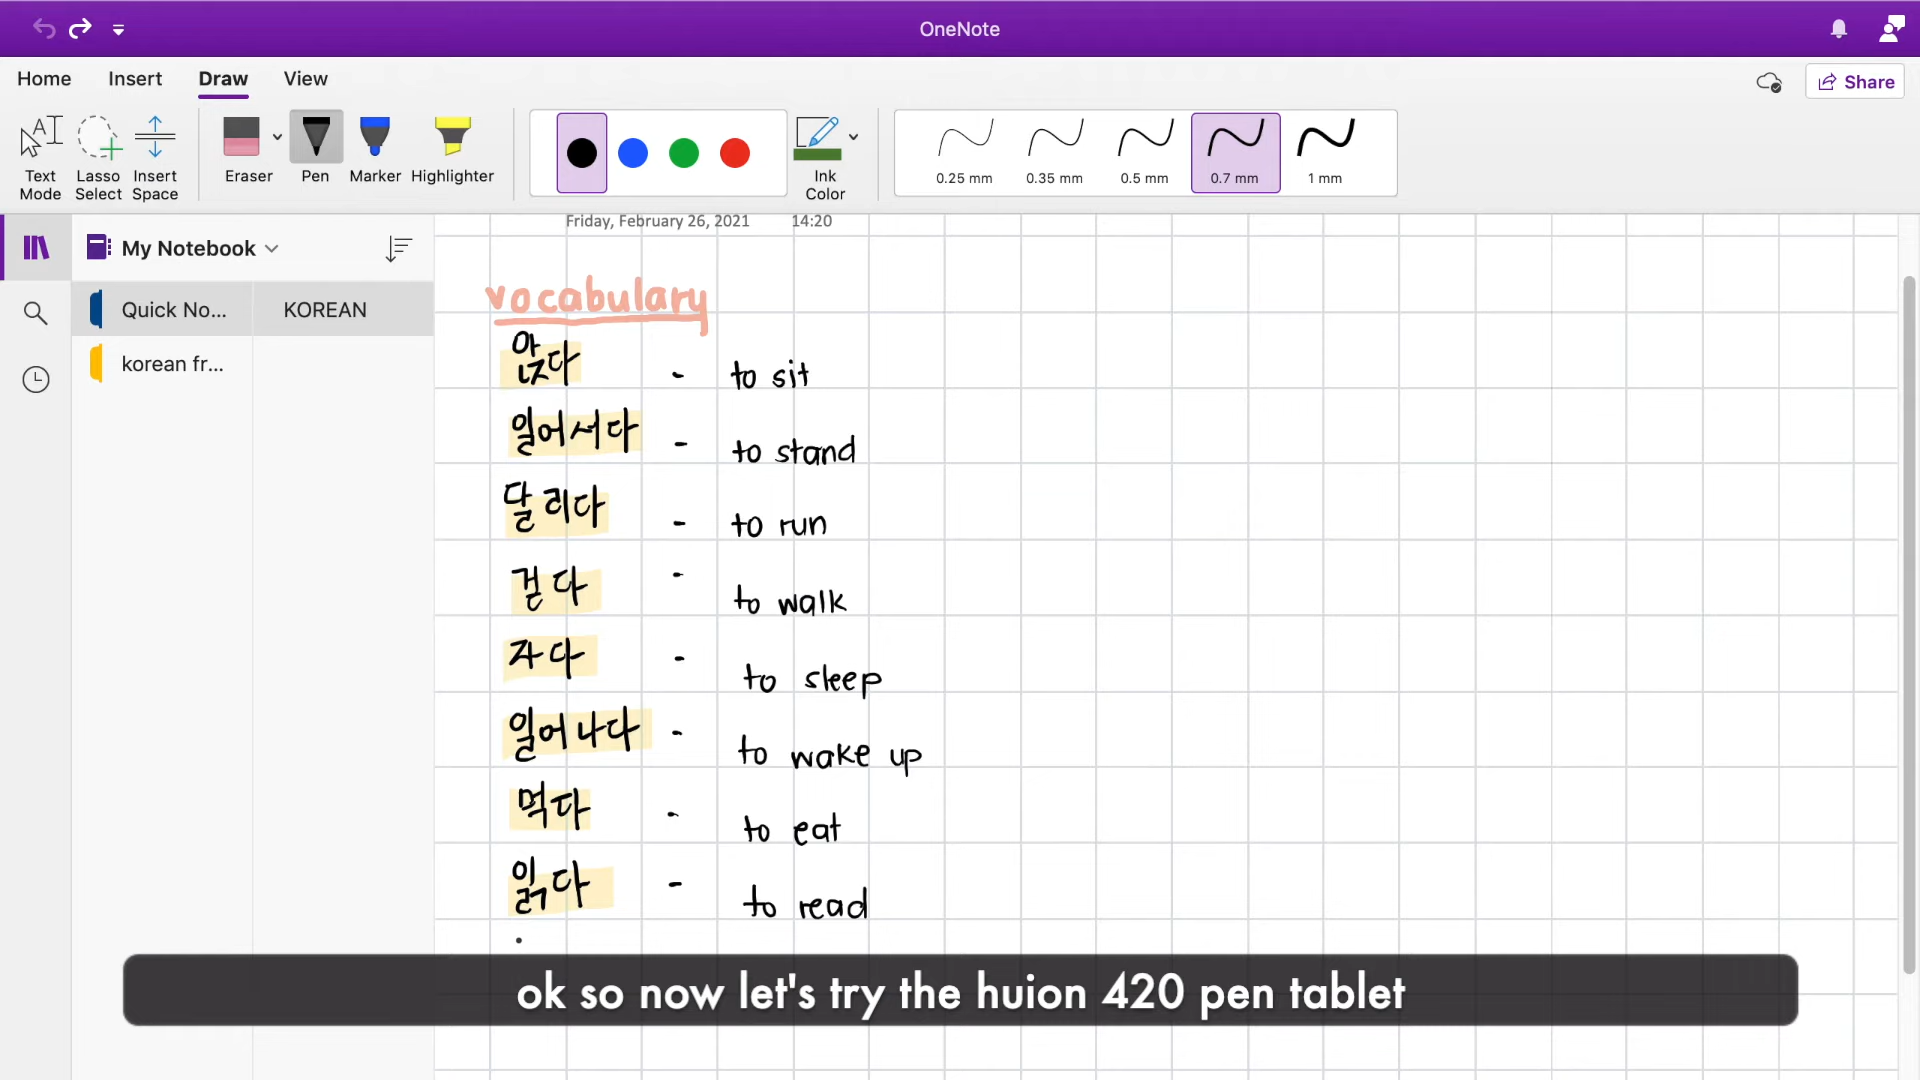 OneNote
Home Insert Draw View
Share
Text Mode
Lasso Select
Insert Space
Eraser
Pen
Marker
Highlighter
Ink Color
0.25 mm
0.35 mm
0.5 mm
0.7 mm
1 mm
My Notebook
Quick No...
korean fr...
KOREAN
Friday, February 26, 2021 14:20
vocabulary
앉다 - to sit
일어서다 - to stand
달리다 - to run
걷다 - to walk
자다 - to sleep
일어나다 - to wake up
먹다 - to eat
읽다 - to read
ok so now let's try the huion 420 pen tablet